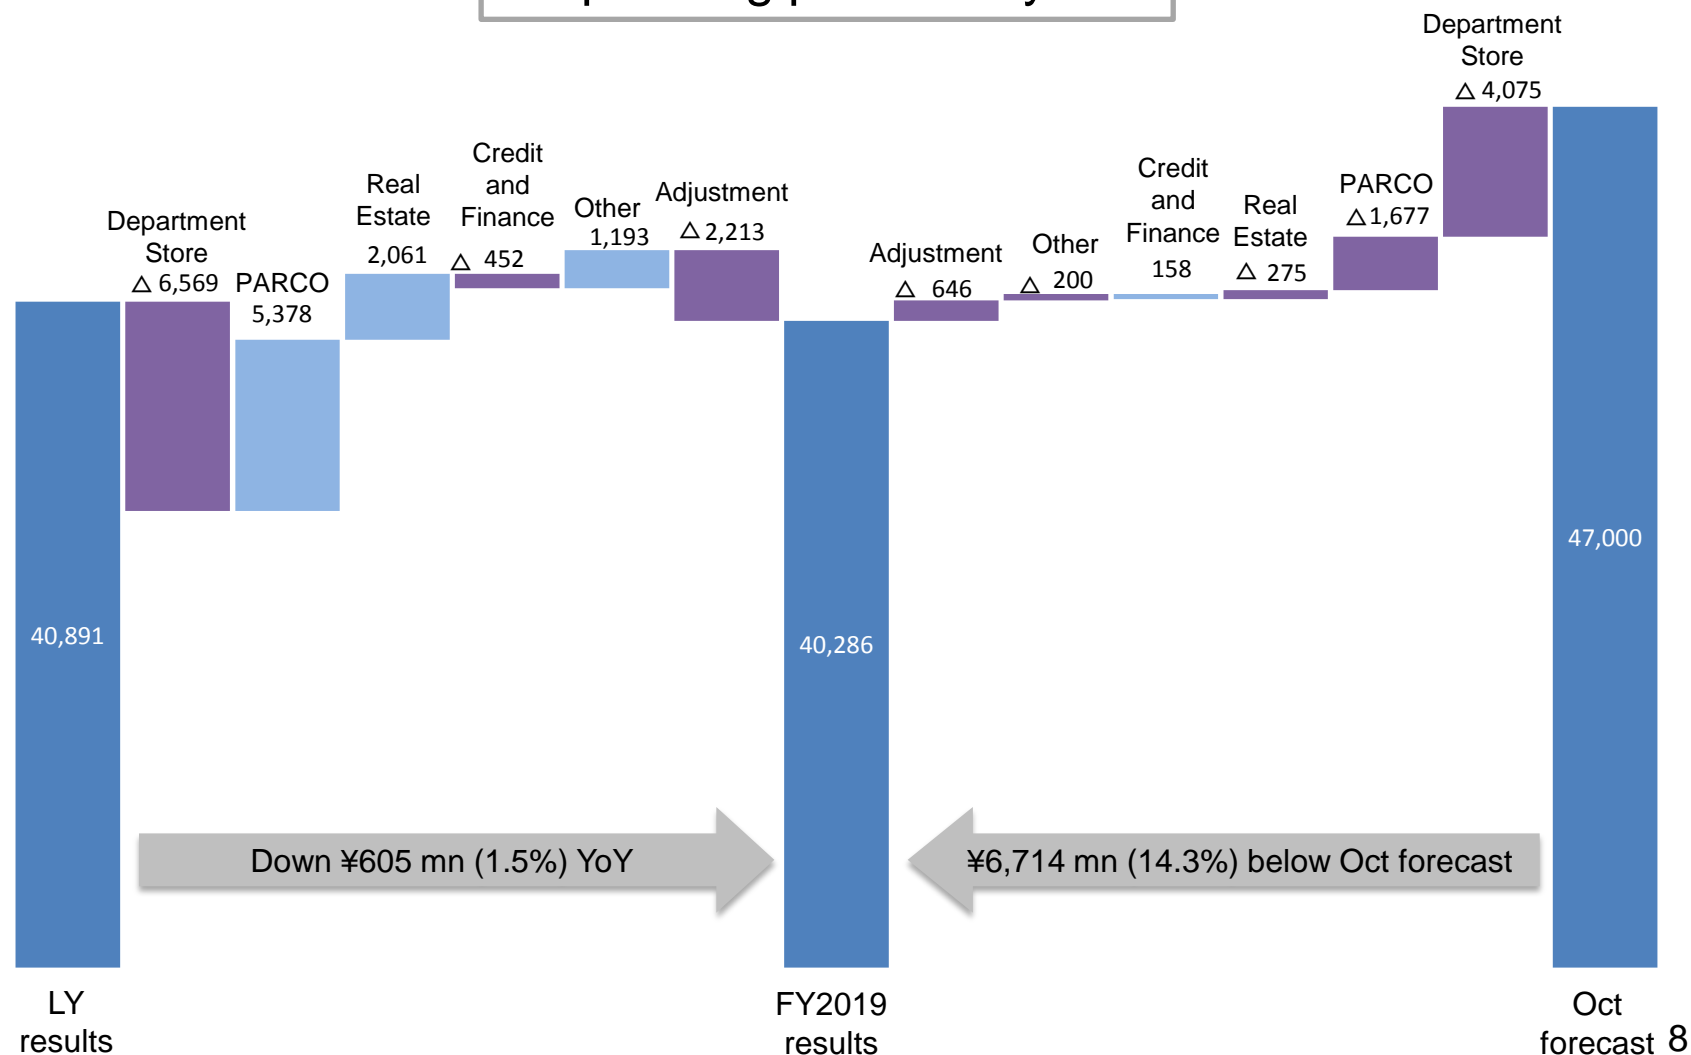 Department
Store
△ 6,569
PARCO
5,378
Real
Estate
2,061
Credit
and
Finance
△ 452
Other
1,193
Adjustment
△ 2,213
Adjustment
△ 646
Other
△ 200
Credit
and
Finance
158
Real
Estate
△ 275
PARCO
△1,677
Department
Store
△ 4,075
40,891
40,286
47,000
Down ¥605 mn (1.5%) YoY
¥6,714 mn (14.3%) below Oct forecast
LY
results
FY2019
results
Oct
forecast
8